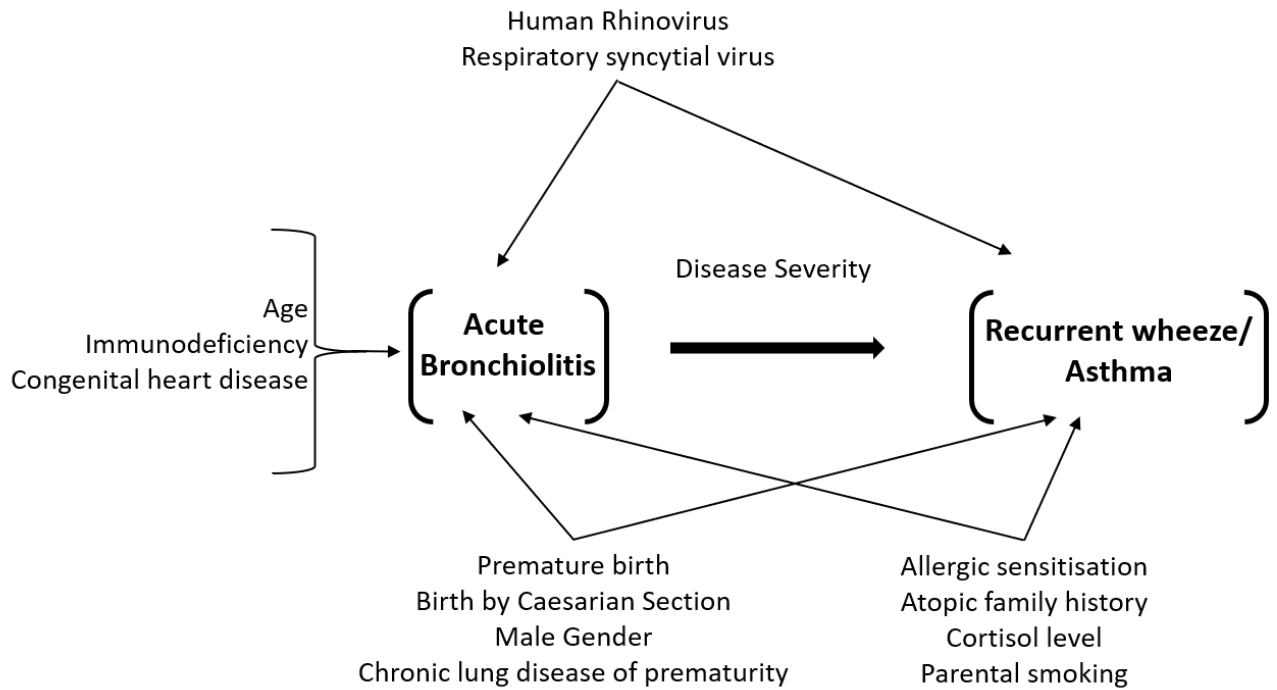 Human Rhinovirus
Respiratory syncytial virus
Disease Severity
Age
Immunodeficiency
Congenital heart disease
Acute
Bronchiolitis
Recurrent wheeze/
Asthma
Premature birth
Birth by Caesarian Section
Male Gender
Chronic lung disease of prematurity
Allergic sensitisation
Atopic family history
Cortisol level
Parental smoking